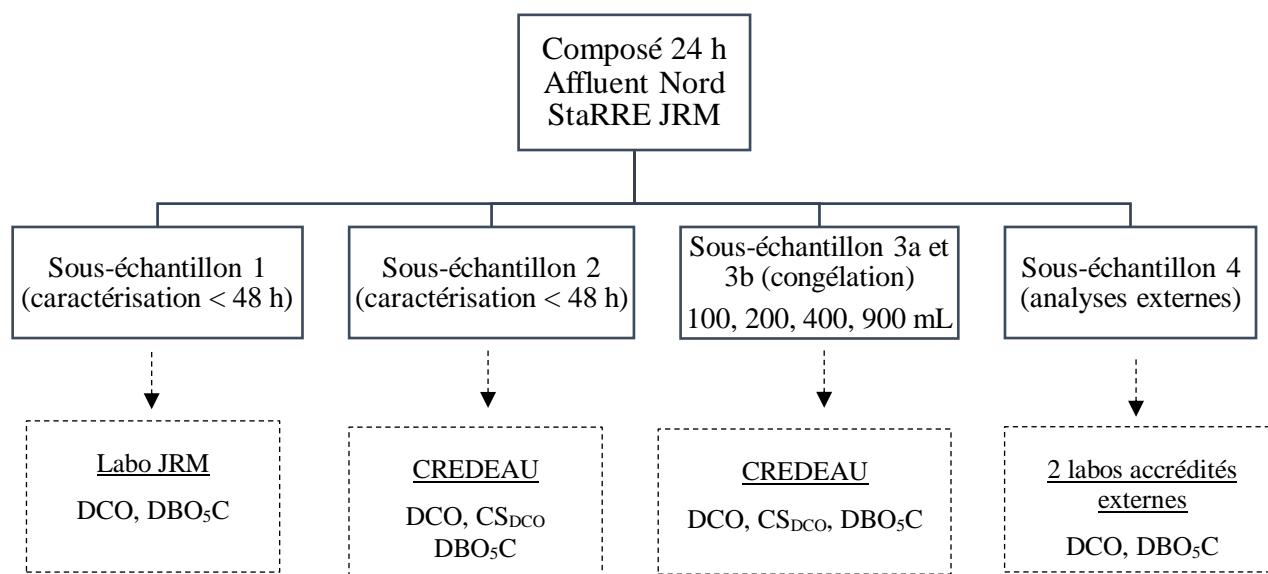 Composé 24 h
Affluent Nord
StaRRE JRM
Sous-échantillon 1
(caractérisation < 48 h)
Sous-échantillon 2
(caractérisation < 48 h)
Sous-échantillon 3a et
3b (congélation)
100, 200, 400, 900 mL
Sous-échantillon 4
(analyses externes)
Labo JRM
DCO, DBO₅C
CREDEAU
DCO, CS_DCO
DBO₅C
CREDEAU
DCO, CS_DCO, DBO₅C
2 labos accrédités
externes
DCO, DBO₅C